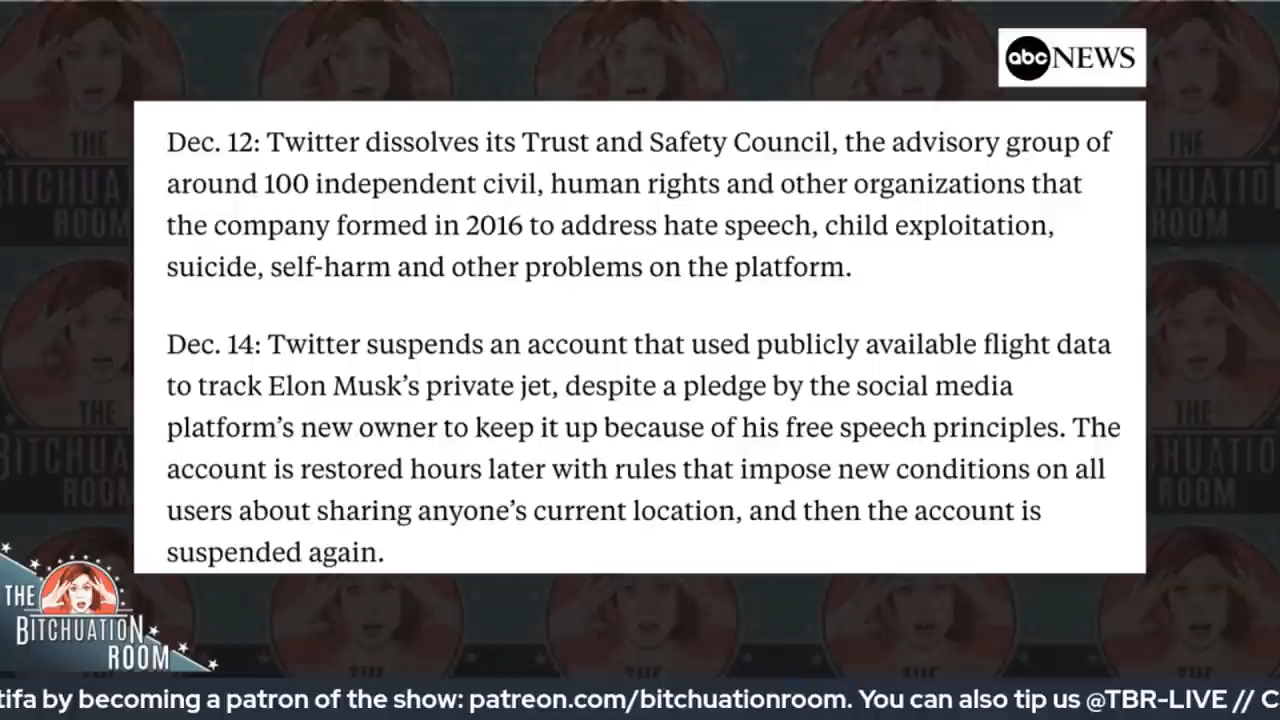 abc NEWS
Dec. 12: Twitter dissolves its Trust and Safety Council, the advisory group of
around 100 independent civil, human rights and other organizations that
the company formed in 2016 to address hate speech, child exploitation,
suicide, self-harm and other problems on the platform.
Dec. 14: Twitter suspends an account that used publicly available flight data
to track Elon Musk’s private jet, despite a pledge by the social media
platform’s new owner to keep it up because of his free speech principles. The
account is restored hours later with rules that impose new conditions on all
users about sharing anyone’s current location, and then the account is
suspended again.
THE
BITCHUATION
ROOM
tifa by becoming a patron of the show: patreon.com/bitchuationroom. You can also tip us @TBR-LIVE // C